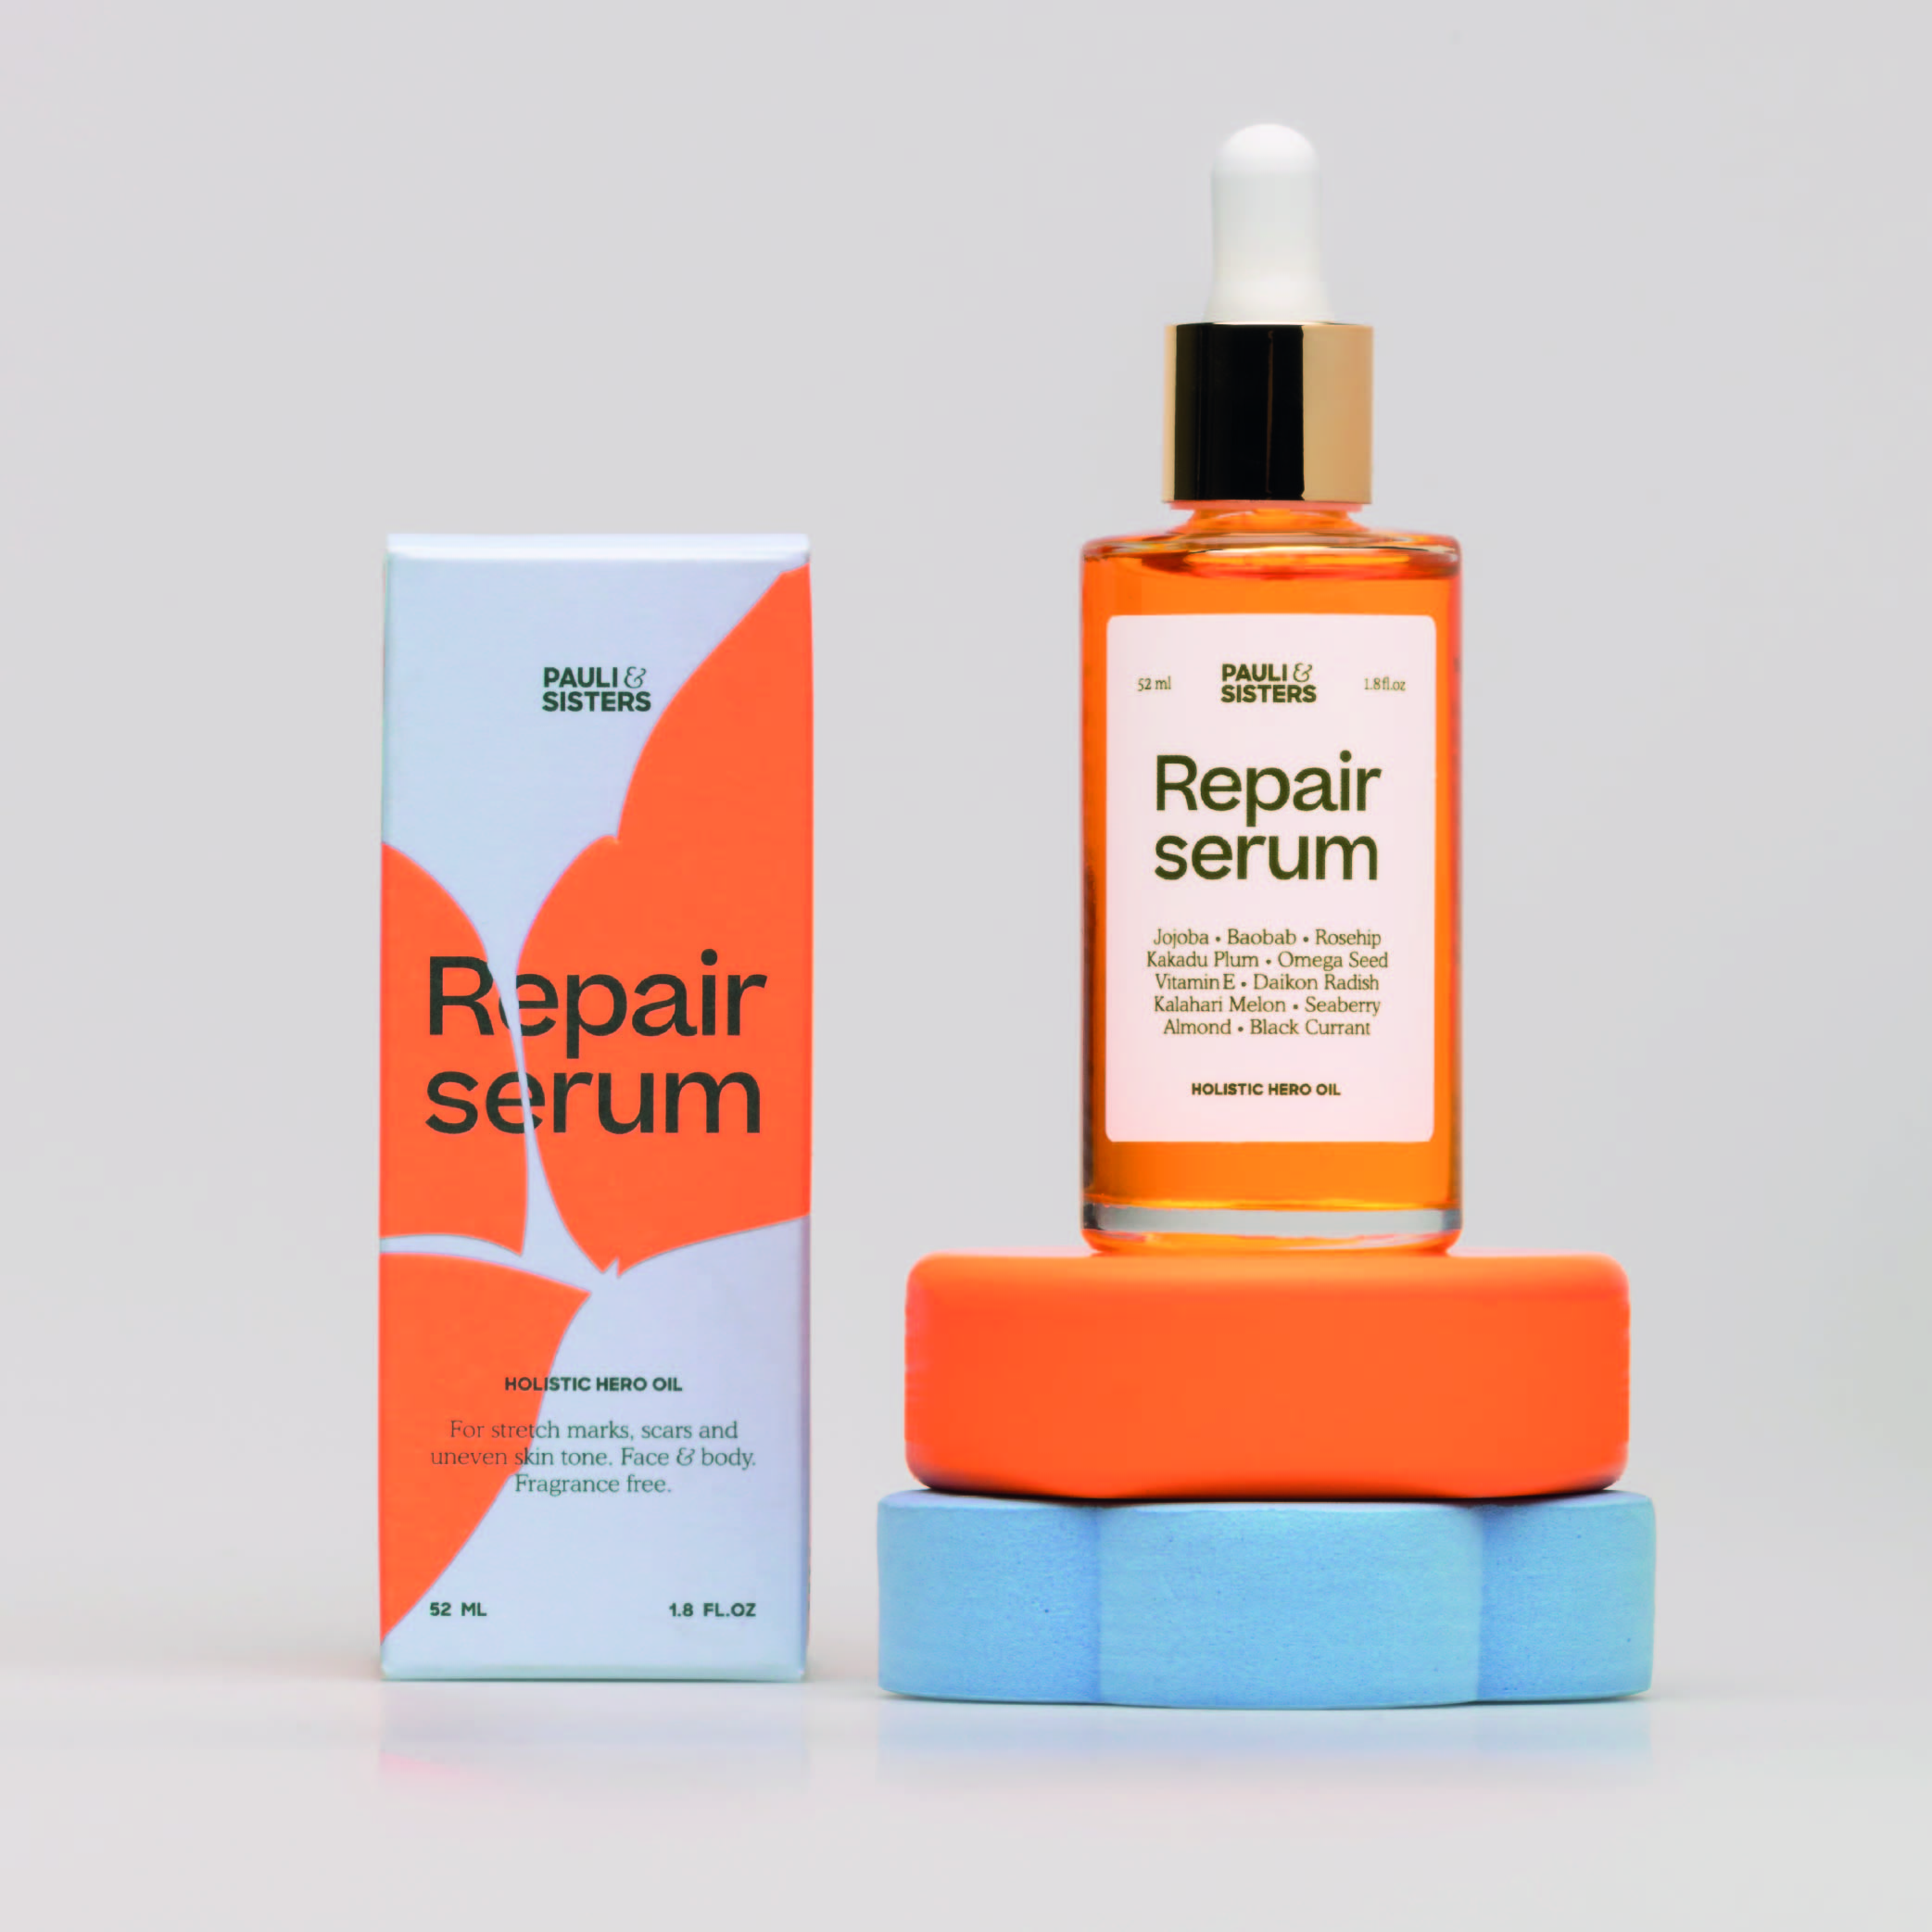 PAULI &
SISTERS
Repair
serum
HOLISTIC HERO OIL
For stretch marks, scars and
uneven skin tone. Face & body.
Fragrance free.
52 ML 1.8 FL.OZ
52 ml PAULI & 1.8fl.oz
SISTERS
Repair
serum
Jojoba • Baobab • Rosehip
Kakadu Plum • Omega Seed
Vitamin E • Daikon Radish
Kalahari Melon • Seaberry
Almond • Black Currant
HOLISTIC HERO OIL